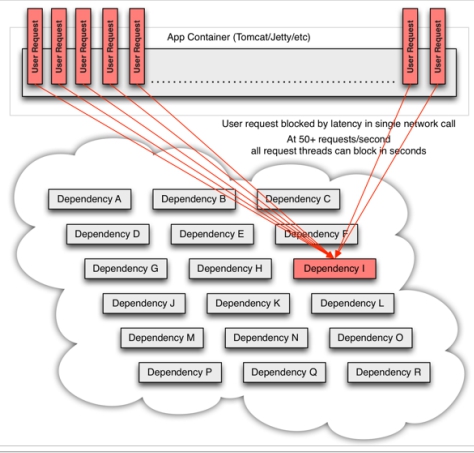 User Request User Request User Request User Request User Request User Request User Request
App Container (Tomcat/Jetty/etc)
User request blocked by latency in single network call
At 50+ requests/second
all request threads can block in seconds
Dependency A Dependency B Dependency C
Dependency D Dependency E Dependency F
Dependency G Dependency H Dependency I
Dependency J Dependency K Dependency L
Dependency M Dependency N Dependency O
Dependency P Dependency Q Dependency R